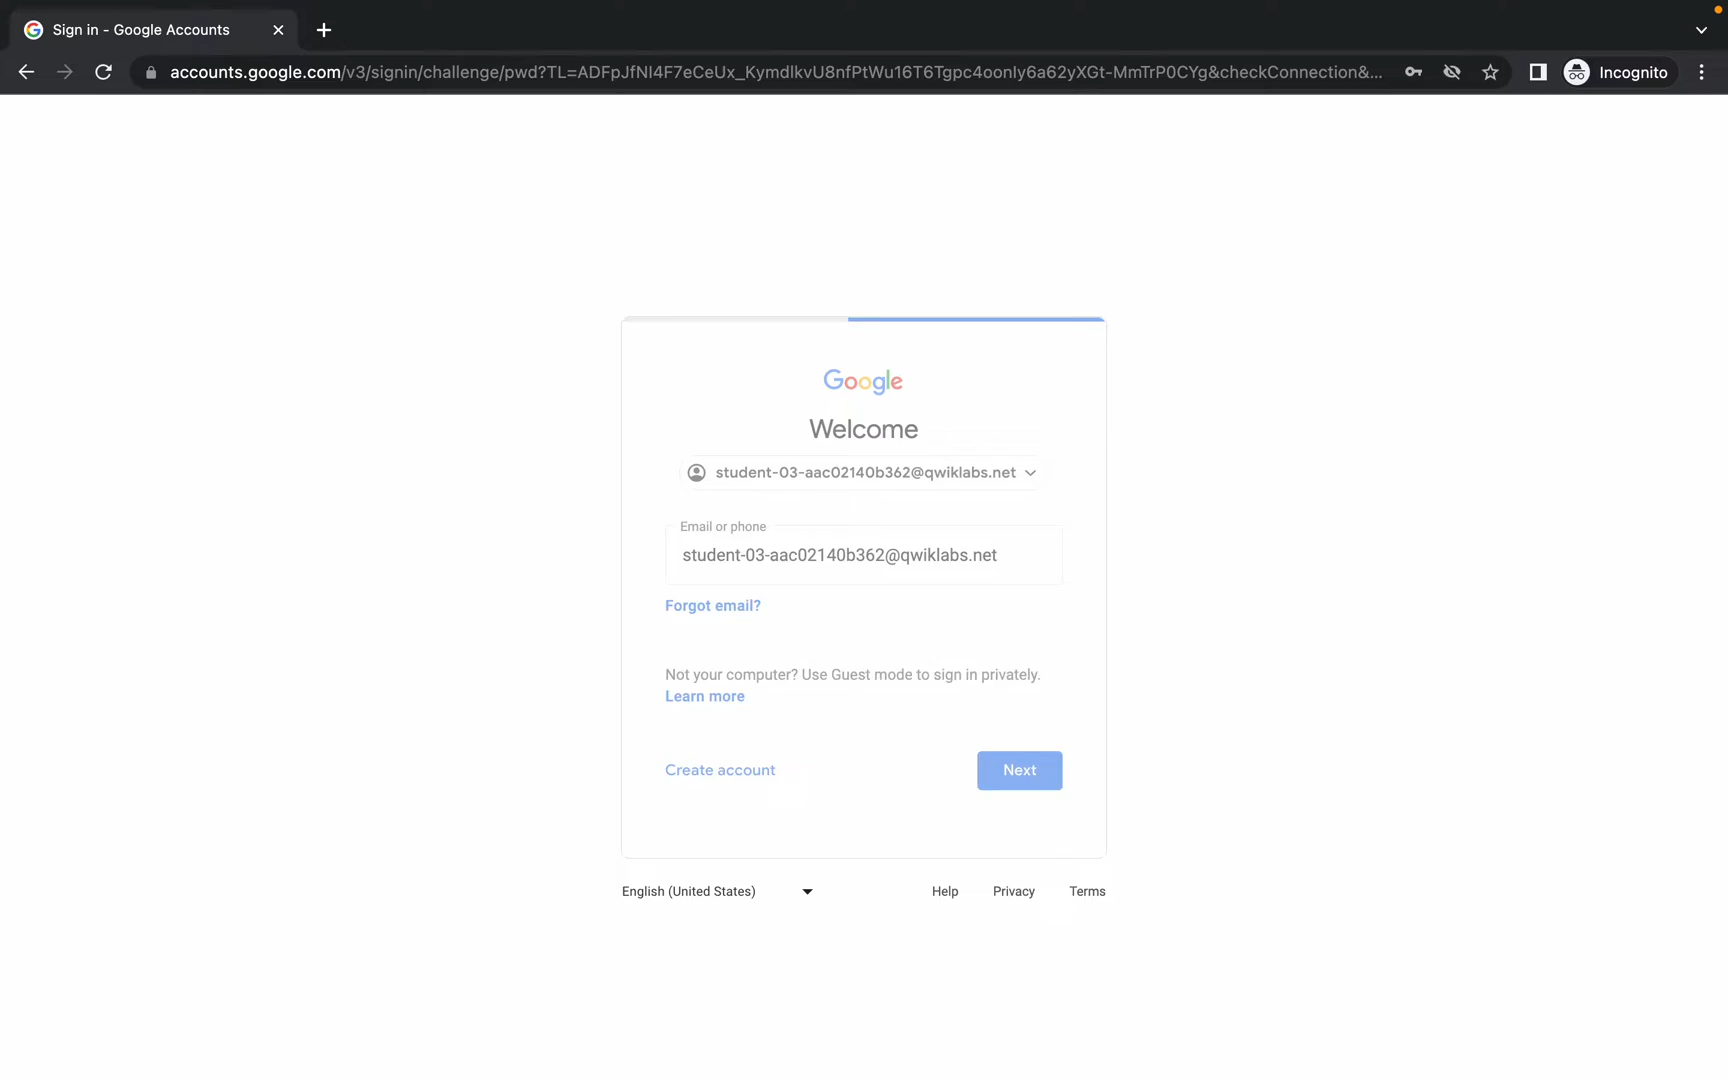 Sign in - Google Accounts
accounts.google.com/v3/signin/challenge/pwd?TL=ADFpJfNI4F7eCeUx_KymdlkvU8nfPtWu16T6Tgpc4oonIy6a62yXGt-MmTrP0CYg&checkConnection&...
Incognito
Google
Welcome
student-03-aac02140b362@qwiklabs.net
Email or phone
student-03-aac02140b362@qwiklabs.net
Forgot email?
Not your computer? Use Guest mode to sign in privately.
Learn more
Create account
Next
English (United States)
Help
Privacy
Terms